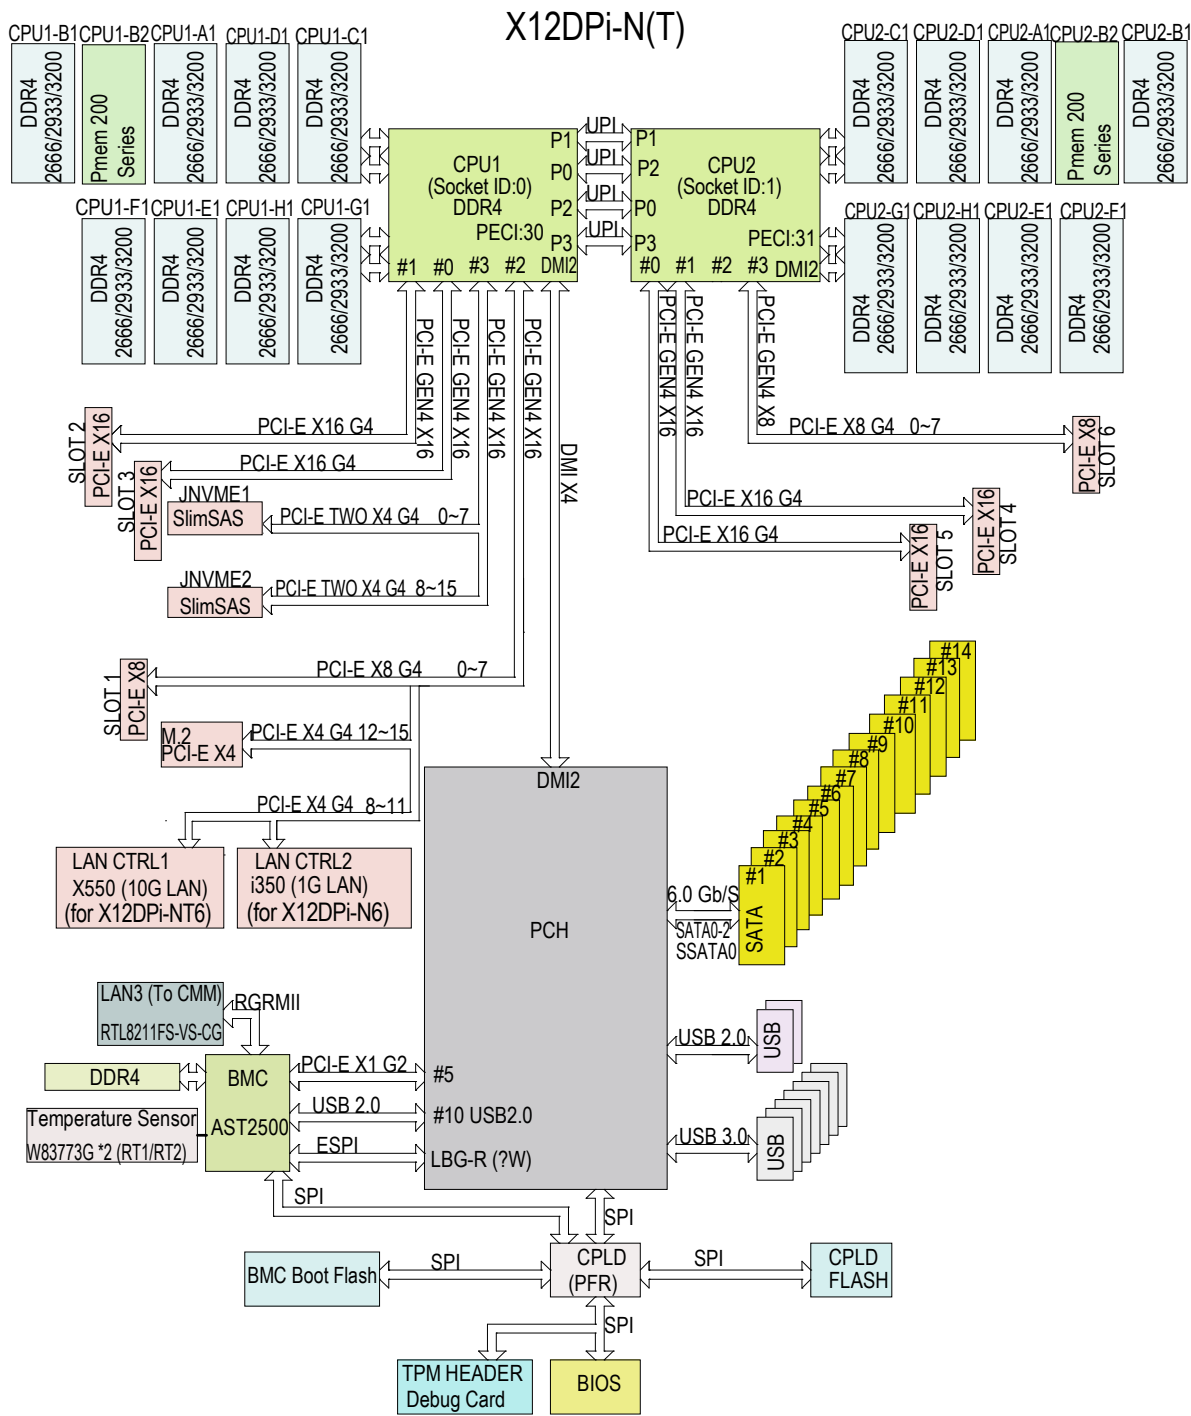 X12DPi-N(T)
CPU1-B1
CPU1-B2
CPU1-A1
CPU1-D1
CPU1-C1
CPU2-C1
CPU2-D1
CPU2-A1
CPU2-B2
CPU2-B1
DDR4
2666/2933/3200
Pmem 200
Series
DDR4
2666/2933/3200
DDR4
2666/2933/3200
DDR4
2666/2933/3200
DDR4
2666/2933/3200
DDR4
2666/2933/3200
DDR4
2666/2933/3200
Pmem 200
Series
DDR4
2666/2933/3200
CPU1-F1
CPU1-E1
CPU1-H1
CPU1-G1
CPU2-G1
CPU2-H1
CPU2-E1
CPU2-F1
DDR4
2666/2933/3200
DDR4
2666/2933/3200
DDR4
2666/2933/3200
DDR4
2666/2933/3200
DDR4
2666/2933/3200
DDR4
2666/2933/3200
DDR4
2666/2933/3200
DDR4
2666/2933/3200
CPU1
(Socket ID:0)
DDR4
PECI:30
P1
P0
P2
P3
#1
#0
#3
#2
DMI2
UPI
UPI
UPI
UPI
CPU2
(Socket ID:1)
DDR4
PECI:31
P1
P2
P0
P3
#0
#1
#2
#3
DMI2
PCI-E GEN4 X16
PCI-E GEN4 X16
PCI-E GEN4 X16
PCI-E GEN4 X16
DMI X4
PCI-E GEN4 X16
PCI-E GEN4 X16
PCI-E GEN4 X8
SLOT 2
PCI-E X16
PCI-E X16 G4
SLOT 3
PCI-E X16
PCI-E X16 G4
JNVME1
SlimSAS
PCI-E TWO X4 G4 0~7
JNVME2
SlimSAS
PCI-E TWO X4 G4 8~15
PCI-E X8 G4 0~7
PCI-E X8
SLOT 6
PCI-E X16 G4
PCI-E X16
SLOT 4
PCI-E X16 G4
PCI-E X16
SLOT 5
SLOT 1
PCI-E X8
PCI-E X8 G4 0~7
M.2
PCI-E X4
PCI-E X4 G4 12~15
PCI-E X4 G4 8~11
LAN CTRL1
X550 (10G LAN)
(for X12DPi-NT6)
LAN CTRL2
i350 (1G LAN)
(for X12DPi-N6)
DMI2
PCH
#5
#10 USB2.0
LBG-R (?W)
#14
#13
#12
#11
#10
#9
#8
#7
#6
#5
#4
#3
#2
#1
SATA
6.0 Gb/S
SATA0-2
SSATA0
USB 2.0
USB
USB 3.0
USB
LAN3 (To CMM)
RTL8211FS-VS-CG
RGRMII
DDR4
BMC
AST2500
Temperature Sensor
W83773G *2 (RT1/RT2)
PCI-E X1 G2
USB 2.0
ESPI
SPI
SPI
CPLD
(PFR)
BMC Boot Flash
SPI
SPI
CPLD
FLASH
SPI
TPM HEADER
Debug Card
BIOS